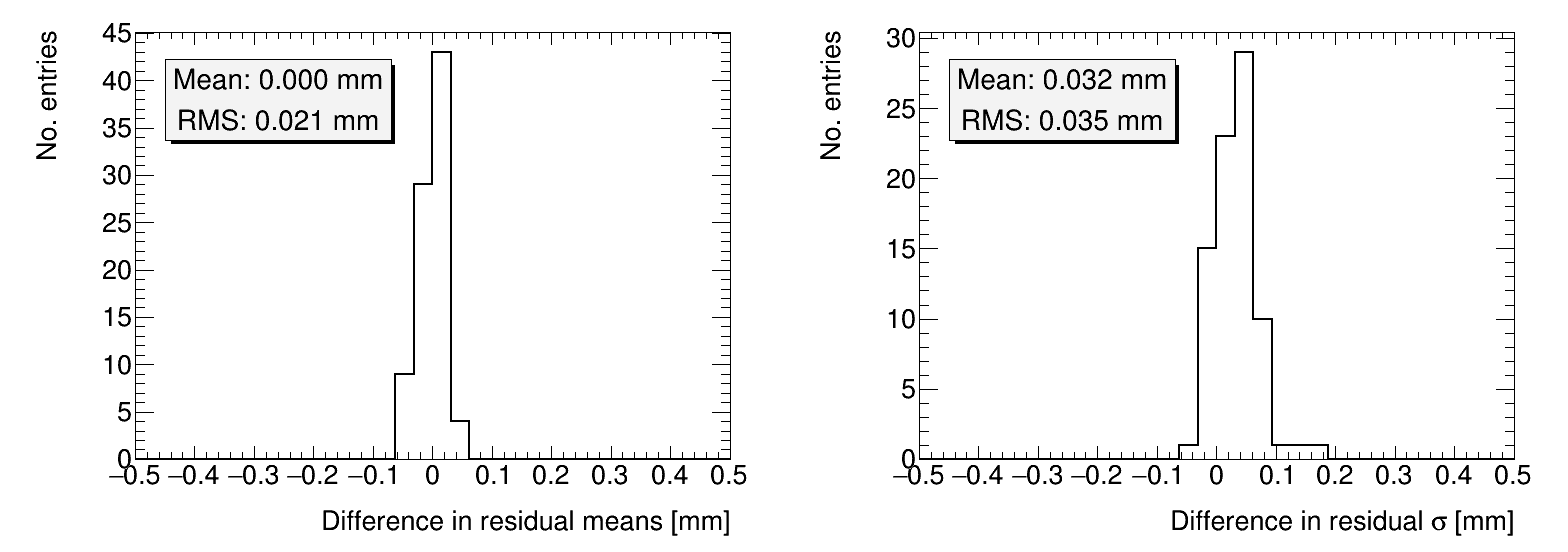 No. entries
Mean: 0.000 mm
RMS: 0.021 mm
45
40
35
30
25
20
15
10
5
0
−0.5 −0.4 −0.3 −0.2 −0.1 0 0.1 0.2 0.3 0.4 0.5
Difference in residual means [mm]
No. entries
Mean: 0.032 mm
RMS: 0.035 mm
30
25
20
15
10
5
0
−0.5 −0.4 −0.3 −0.2 −0.1 0 0.1 0.2 0.3 0.4 0.5
Difference in residual σ [mm]